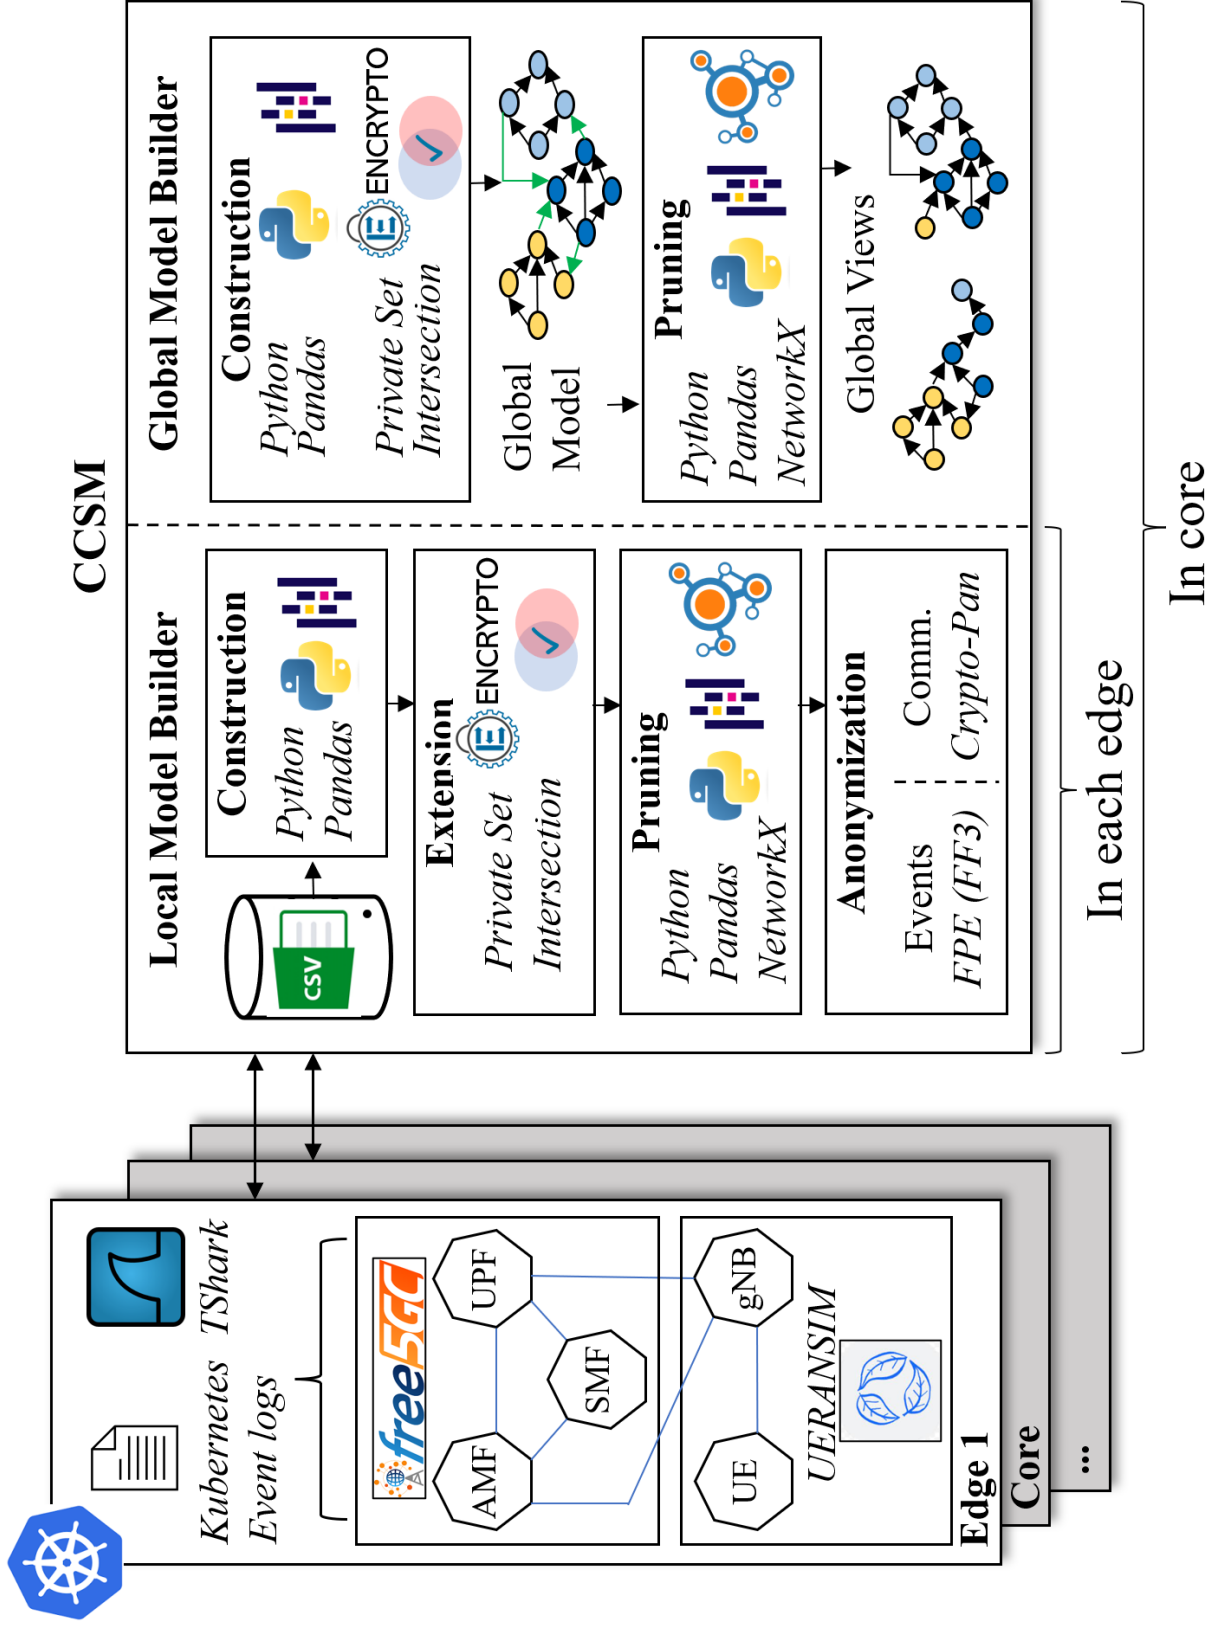 Kubernetes
Event logs
TShark
free5GC
AMF
UPF
SMF
UE
gNB
UERANSIM
Edge 1
Core
...
CCSM
Local Model Builder
CSV
Construction
Python
Pandas
Extension
Private Set
Intersection
ENCRYPTO
Pruning
Python
Pandas
NetworkX
Anonymization
Events
FPE (FF3)
Comm.
Crypto-Pan
In each edge
Global Model Builder
Construction
Python
Pandas
Private Set
Intersection
ENCRYPTO
Global
Model
Pruning
Python
Pandas
NetworkX
Global Views
In core